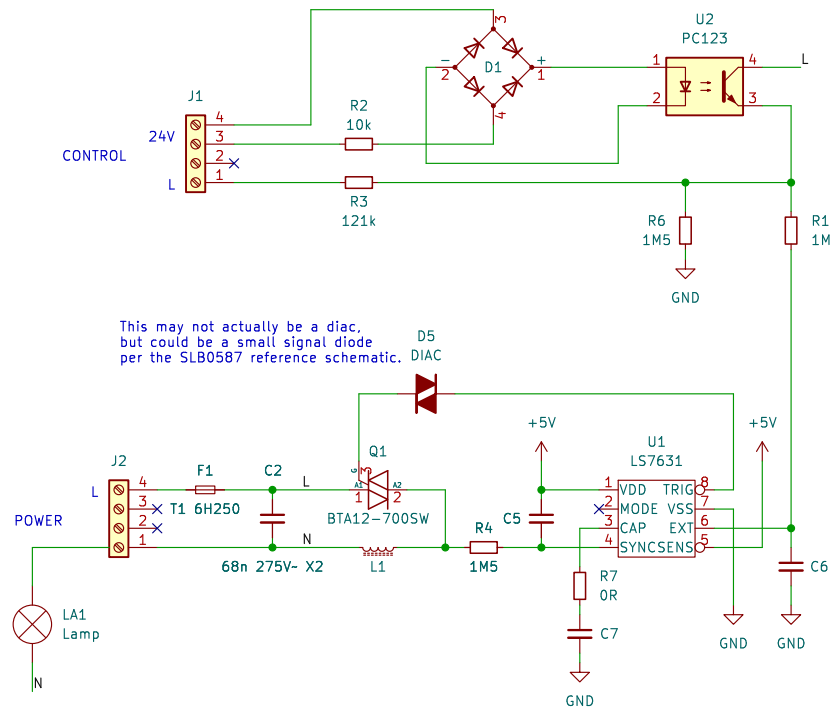 3
U2
PC123
-
+
D1
2
1
1
4
L
2
3
4
J1
4
24V
3
CONTROL
2
L
1
R2
10k
R3
121k
R6
1M5
GND
R1
1M
This may not actually be a diac,
but could be a small signal diode
per the SLB0587 reference schematic.
D5
DIAC
+5V
+5V
U1
LS7631
J2
L
4
3
POWER
2
1
F1
T1 6H250
C2
68n 275V~ X2
L
N
Q1
G
3
A1
A2
1
2
BTA12-700SW
L1
R4
1M5
C5
1
VDD
TRIG
8
2
MODE
VSS
7
3
CAP
EXT
6
4
SYNC
SENS
5
R7
0R
C7
GND
GND
C6
GND
LA1
Lamp
N